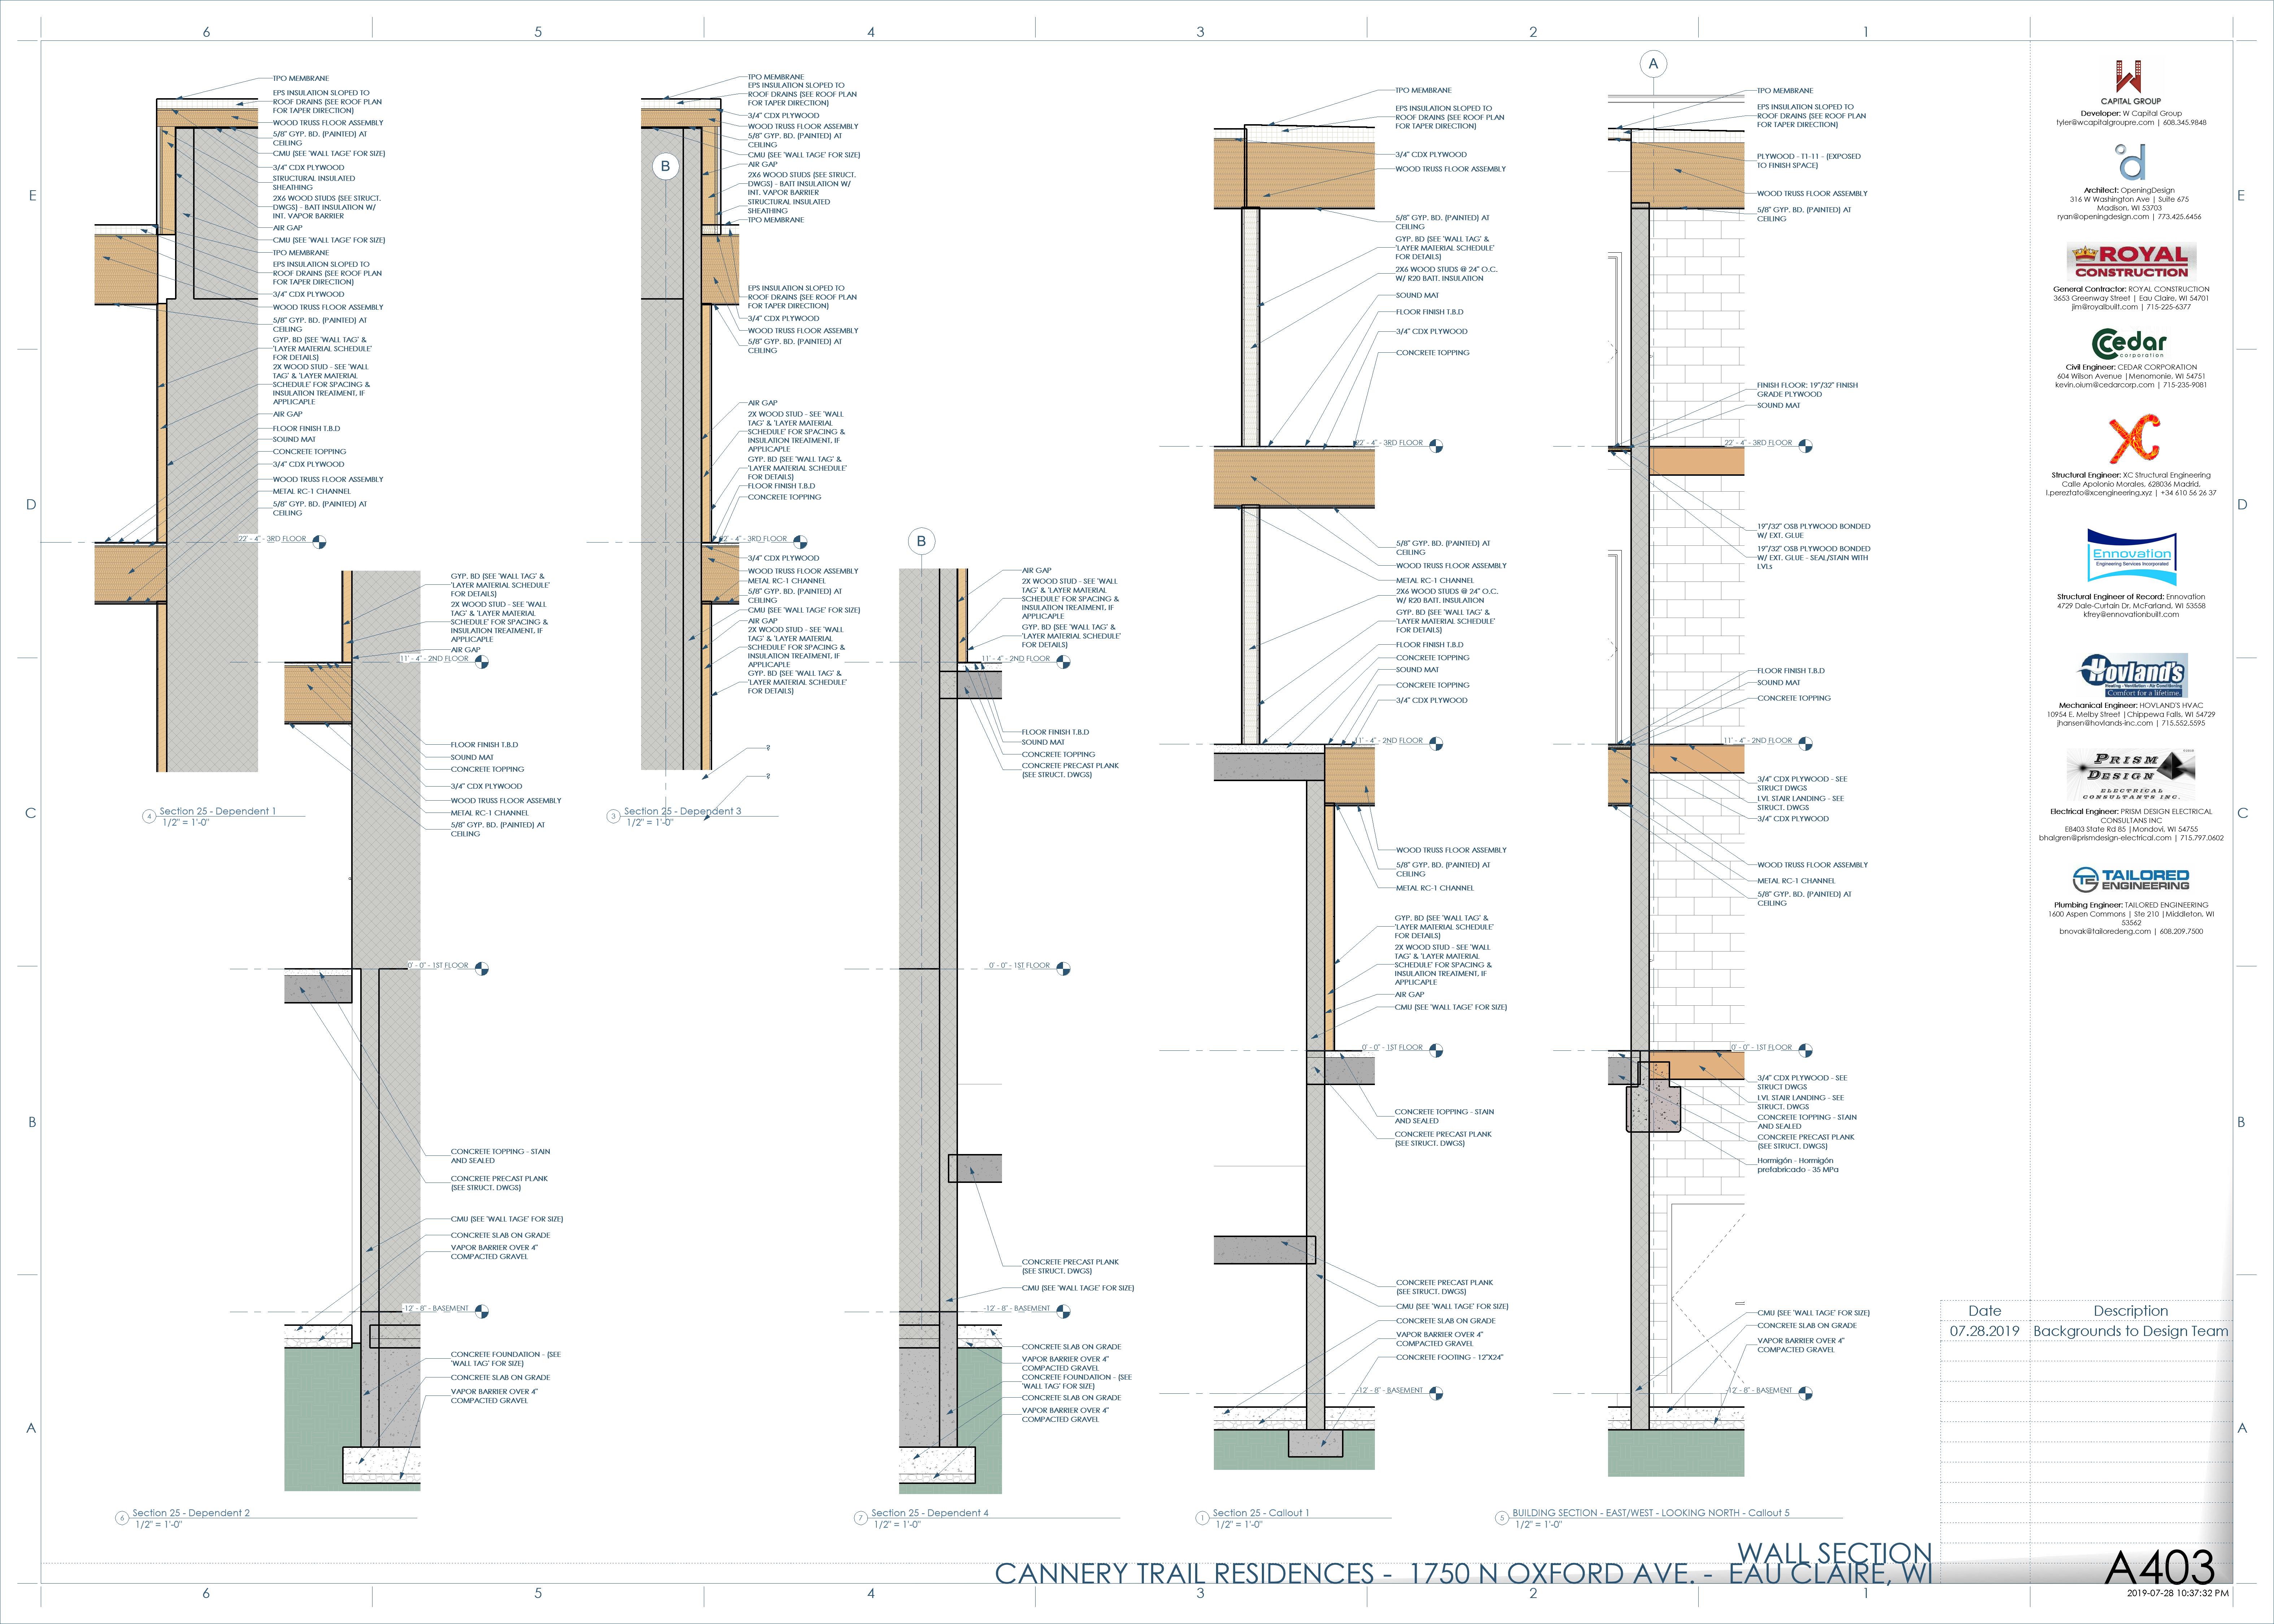 6
5
4
3
2
1
TPO MEMBRANE
EPS INSULATION SLOPED TO
ROOF DRAINS (SEE ROOF PLAN
FOR TAPER DIRECTION)
WOOD TRUSS FLOOR ASSEMBLY
5/8" GYP. BD. (PAINTED) AT
CEILING
CMU (SEE 'WALL TAGE' FOR SIZE)
3/4" CDX PLYWOOD
STRUCTURAL INSULATED
SHEATHING
2X6 WOOD STUDS (SEE STRUCT.
DWGS) - BATT INSULATION W/
INT. VAPOR BARRIER
AIR GAP
CMU (SEE 'WALL TAGE' FOR SIZE)
TPO MEMBRANE
EPS INSULATION SLOPED TO
ROOF DRAINS (SEE ROOF PLAN
FOR TAPER DIRECTION)
3/4" CDX PLYWOOD
WOOD TRUSS FLOOR ASSEMBLY
5/8" GYP. BD. (PAINTED) AT
CEILING
GYP. BD (SEE 'WALL TAG' &
'LAYER MATERIAL SCHEDULE'
FOR DETAILS)
2X WOOD STUD - SEE 'WALL
TAG' & 'LAYER MATERIAL
SCHEDULE' FOR SPACING &
INSULATION TREATMENT, IF
APPLICAPLE
AIR GAP
FLOOR FINISH T.B.D
SOUND MAT
CONCRETE TOPPING
3/4" CDX PLYWOOD
WOOD TRUSS FLOOR ASSEMBLY
METAL RC-1 CHANNEL
5/8" GYP. BD. (PAINTED) AT
CEILING
22' - 4" - 3RD FLOOR
4
Section 25 - Dependent 1
1/2" = 1'-0"
TPO MEMBRANE
EPS INSULATION SLOPED TO
ROOF DRAINS (SEE ROOF PLAN
FOR TAPER DIRECTION)
3/4" CDX PLYWOOD
WOOD TRUSS FLOOR ASSEMBLY
5/8" GYP. BD. (PAINTED) AT
CEILING
CMU (SEE 'WALL TAGE' FOR SIZE)
AIR GAP
2X6 WOOD STUDS (SEE STRUCT.
DWGS) - BATT INSULATION W/
INT. VAPOR BARRIER
STRUCTURAL INSULATED
SHEATHING
TPO MEMBRANE
B
EPS INSULATION SLOPED TO
ROOF DRAINS (SEE ROOF PLAN
FOR TAPER DIRECTION)
3/4" CDX PLYWOOD
WOOD TRUSS FLOOR ASSEMBLY
5/8" GYP. BD. (PAINTED) AT
CEILING
AIR GAP
2X WOOD STUD - SEE 'WALL
TAG' & 'LAYER MATERIAL
SCHEDULE' FOR SPACING &
INSULATION TREATMENT, IF
APPLICAPLE
GYP. BD (SEE 'WALL TAG' &
'LAYER MATERIAL SCHEDULE'
FOR DETAILS)
FLOOR FINISH T.B.D
CONCRETE TOPPING
22' - 4" - 3RD FLOOR
3/4" CDX PLYWOOD
WOOD TRUSS FLOOR ASSEMBLY
METAL RC-1 CHANNEL
5/8" GYP. BD. (PAINTED) AT
CEILING
CMU (SEE 'WALL TAGE' FOR SIZE)
AIR GAP
2X WOOD STUD - SEE 'WALL
TAG' & 'LAYER MATERIAL
SCHEDULE' FOR SPACING &
INSULATION TREATMENT, IF
APPLICAPLE
GYP. BD (SEE 'WALL TAG' &
'LAYER MATERIAL SCHEDULE'
FOR DETAILS)
?
?
3
Section 25 - Dependent 3
1/2" = 1'-0"
GYP. BD (SEE 'WALL TAG' &
'LAYER MATERIAL SCHEDULE'
FOR DETAILS)
2X WOOD STUD - SEE 'WALL
TAG' & 'LAYER MATERIAL
SCHEDULE' FOR SPACING &
INSULATION TREATMENT, IF
APPLICAPLE
AIR GAP
11' - 4" - 2ND FLOOR
FLOOR FINISH T.B.D
SOUND MAT
CONCRETE TOPPING
3/4" CDX PLYWOOD
WOOD TRUSS FLOOR ASSEMBLY
METAL RC-1 CHANNEL
5/8" GYP. BD. (PAINTED) AT
CEILING
0' - 0" - 1ST FLOOR
CONCRETE TOPPING - STAIN
AND SEALED
CONCRETE PRECAST PLANK
(SEE STRUCT. DWGS)
CMU (SEE 'WALL TAGE' FOR SIZE)
CONCRETE SLAB ON GRADE
VAPOR BARRIER OVER 4"
COMPACTED GRAVEL
-12' - 8" - BASEMENT
CONCRETE FOUNDATION - (SEE
'WALL TAG' FOR SIZE)
CONCRETE SLAB ON GRADE
VAPOR BARRIER OVER 4"
COMPACTED GRAVEL
6
Section 25 - Dependent 2
1/2" = 1'-0"
B
AIR GAP
2X WOOD STUD - SEE 'WALL
TAG' & 'LAYER MATERIAL
SCHEDULE' FOR SPACING &
INSULATION TREATMENT, IF
APPLICAPLE
GYP. BD (SEE 'WALL TAG' &
'LAYER MATERIAL SCHEDULE'
FOR DETAILS)
11' - 4" - 2ND FLOOR
FLOOR FINISH T.B.D
SOUND MAT
CONCRETE TOPPING
CONCRETE PRECAST PLANK
(SEE STRUCT. DWGS)
0' - 0" - 1ST FLOOR
CONCRETE PRECAST PLANK
(SEE STRUCT. DWGS)
CMU (SEE 'WALL TAGE' FOR SIZE)
-12' - 8" - BASEMENT
CONCRETE SLAB ON GRADE
VAPOR BARRIER OVER 4"
COMPACTED GRAVEL
CONCRETE FOUNDATION - (SEE
'WALL TAG' FOR SIZE)
CONCRETE SLAB ON GRADE
VAPOR BARRIER OVER 4"
COMPACTED GRAVEL
7
Section 25 - Dependent 4
1/2" = 1'-0"
TPO MEMBRANE
EPS INSULATION SLOPED TO
ROOF DRAINS (SEE ROOF PLAN
FOR TAPER DIRECTION)
3/4" CDX PLYWOOD
WOOD TRUSS FLOOR ASSEMBLY
5/8" GYP. BD. (PAINTED) AT
CEILING
GYP. BD (SEE 'WALL TAG' &
'LAYER MATERIAL SCHEDULE'
FOR DETAILS)
2X6 WOOD STUDS @ 24" O.C.
W/ R20 BATT. INSULATION
SOUND MAT
FLOOR FINISH T.B.D
3/4" CDX PLYWOOD
CONCRETE TOPPING
22' - 4" - 3RD FLOOR
5/8" GYP. BD. (PAINTED) AT
CEILING
WOOD TRUSS FLOOR ASSEMBLY
METAL RC-1 CHANNEL
2X6 WOOD STUDS @ 24" O.C.
W/ R20 BATT. INSULATION
GYP. BD (SEE 'WALL TAG' &
'LAYER MATERIAL SCHEDULE'
FOR DETAILS)
FLOOR FINISH T.B.D
CONCRETE TOPPING
SOUND MAT
CONCRETE TOPPING
3/4" CDX PLYWOOD
11' - 4" - 2ND FLOOR
WOOD TRUSS FLOOR ASSEMBLY
5/8" GYP. BD. (PAINTED) AT
CEILING
METAL RC-1 CHANNEL
GYP. BD (SEE 'WALL TAG' &
'LAYER MATERIAL SCHEDULE'
FOR DETAILS)
2X WOOD STUD - SEE 'WALL
TAG' & 'LAYER MATERIAL
SCHEDULE' FOR SPACING &
INSULATION TREATMENT, IF
APPLICAPLE
AIR GAP
CMU (SEE 'WALL TAGE' FOR SIZE)
0' - 0" - 1ST FLOOR
CONCRETE TOPPING - STAIN
AND SEALED
CONCRETE PRECAST PLANK
(SEE STRUCT. DWGS)
CONCRETE PRECAST PLANK
(SEE STRUCT. DWGS)
CMU (SEE 'WALL TAGE' FOR SIZE)
CONCRETE SLAB ON GRADE
VAPOR BARRIER OVER 4"
COMPACTED GRAVEL
CONCRETE FOOTING - 12"X24"
-12' - 8" - BASEMENT
1
Section 25 - Callout 1
1/2" = 1'-0"
A
TPO MEMBRANE
EPS INSULATION SLOPED TO
ROOF DRAINS (SEE ROOF PLAN
FOR TAPER DIRECTION)
PLYWOOD - T1-11 - (EXPOSED
TO FINISH SPACE)
WOOD TRUSS FLOOR ASSEMBLY
5/8" GYP. BD. (PAINTED) AT
CEILING
FINISH FLOOR: 19"/32" FINISH
GRADE PLYWOOD
SOUND MAT
22' - 4" - 3RD FLOOR
19"/32" OSB PLYWOOD BONDED
W/ EXT. GLUE
19"/32" OSB PLYWOOD BONDED
W/ EXT. GLUE - SEAL/STAIN WITH
LVLs
FLOOR FINISH T.B.D
SOUND MAT
CONCRETE TOPPING
11' - 4" - 2ND FLOOR
3/4" CDX PLYWOOD - SEE
STRUCT. DWGS
LVL STAIR LANDING - SEE
STRUCT. DWGS
3/4" CDX PLYWOOD
WOOD TRUSS FLOOR ASSEMBLY
METAL RC-1 CHANNEL
5/8" GYP. BD. (PAINTED) AT
CEILING
0' - 0" - 1ST FLOOR
3/4" CDX PLYWOOD - SEE
STRUCT DWGS
LVL STAIR LANDING - SEE
STRUCT. DWGS
CONCRETE TOPPING - STAIN
AND SEALED
CONCRETE PRECAST PLANK
(SEE STRUCT. DWGS)
Hormigón - Hormigón
prefabricado - 35 MPa
CMU (SEE 'WALL TAGE' FOR SIZE)
CONCRETE SLAB ON GRADE
VAPOR BARRIER OVER 4"
COMPACTED GRAVEL
-12' - 8" - BASEMENT
5
BUILDING SECTION - EAST/WEST - LOOKING NORTH - Callout 5
1/2" = 1'-0"
CAPITAL GROUP
Developer: W Capital Group
tyler@wcapitalgroupre.com | 608.345.9848
d
Architect: OpeningDesign
316 W Washington Ave | Suite 675
Madison, WI 53703
ryan@openingdesign.com | 773.425.6456
ROYAL
CONSTRUCTION
General Contractor: ROYAL CONSTRUCTION
3653 Greenway Street | Eau Claire, WI 54701
jim@royalbuilt.com | 715-225-6377
Cedar
corporation
Civil Engineer: CEDAR CORPORATION
604 Wilson Avenue |Menomonie, WI 54751
kevin.oium@cedarcorp.com | 715-235-9081
XC
Structural Engineer: XC Structural Engineering
Calle Apolonio Morales, 628036 Madrid,
l.pereztato@xcengineering.xyz | +34 610 56 26 37
Ennovation
Engineering Services Incorporated
Structural Engineer of Record: Ennovation
4729 Dale-Curtain Dr, McFarland, WI 53558
kfrey@ennovationbuilt.com
Hovland's
Heating - Ventilation - Air Conditioning
Comfort for a lifetime.
Mechanical Engineer: HOVLAND'S HVAC
10954 E. Melby Street |Chippewa Falls, WI 54729
jhansen@hovlands-inc.com | 715.552.5595
PRISM
DESIGN
ELECTRICAL
CONSULTANTS INC.
Electrical Engineer: PRISM DESIGN ELECTRICAL
CONSULTANS INC
E8403 State Rd 85 |Mondovi, WI 54755
bhalgren@prismdesign-electrical.com | 715.797.0602
TE TAILORED
ENGINEERING
Plumbing Engineer: TAILORED ENGINEERING
1600 Aspen Commons | Ste 210 |Middleton, WI
53562
bnovak@tailoredeng.com | 608.209.7500
Date Description
07.28.2019 Backgrounds to Design Team
WALL SECTION
CANNERY TRAIL RESIDENCES - 1750 N OXFORD AVE. - EAU CLAIRE, WI
A403
2019-07-28 10:37:32 PM
E
D
C
B
A
E
D
C
B
A
6
5
4
3
2
1